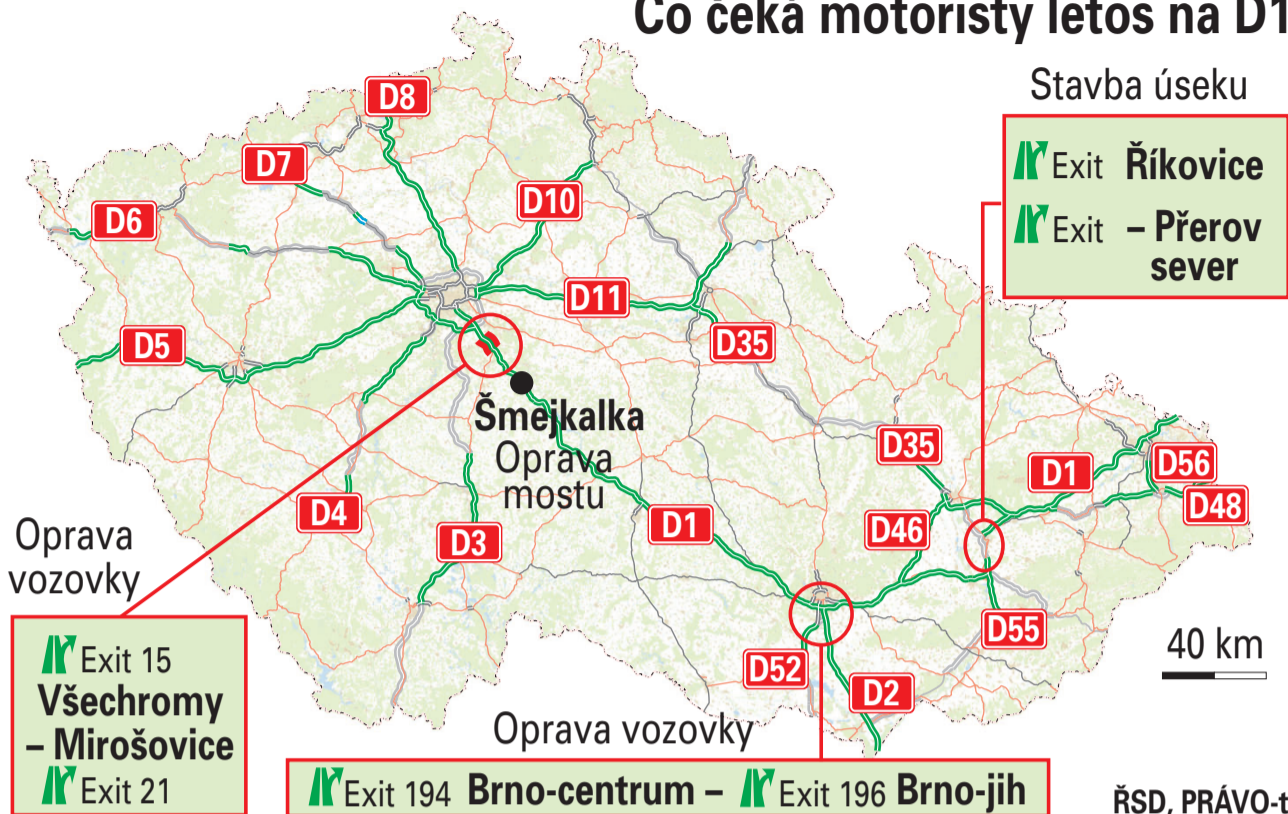 Co čeká motoristy letos na D1
Stavba úseku
Exit Říkovice
Exit – Přerov
sever
D8
D7
D10
D6
D11
D5
D35
Šmejkalka
Oprava
mostu
D35
D1
D56
D48
D4
D3
D1
D46
D55
D52
D2
40 km
Oprava
vozovky
Exit 15
Všechromy
– Mirošovice
Exit 21
Oprava vozovky
Exit 194 Brno-centrum – Exit 196 Brno-jih
ŘSD, PRÁVO-t